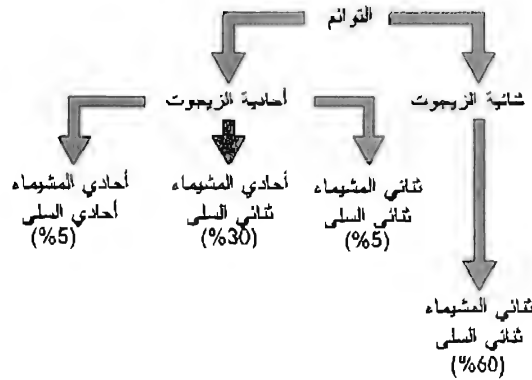 التوائم
ثنائية الزيجوت
أحادية الزيجوت
ثنائي المشيماء
ثنائي السلى
(%5)
أحادي المشيماء
ثنائي السلى
(%30)
أحادي المشيماء
أحادي السلى
(%5)
ثنائي المشيماء
ثنائي السلى
(%60)